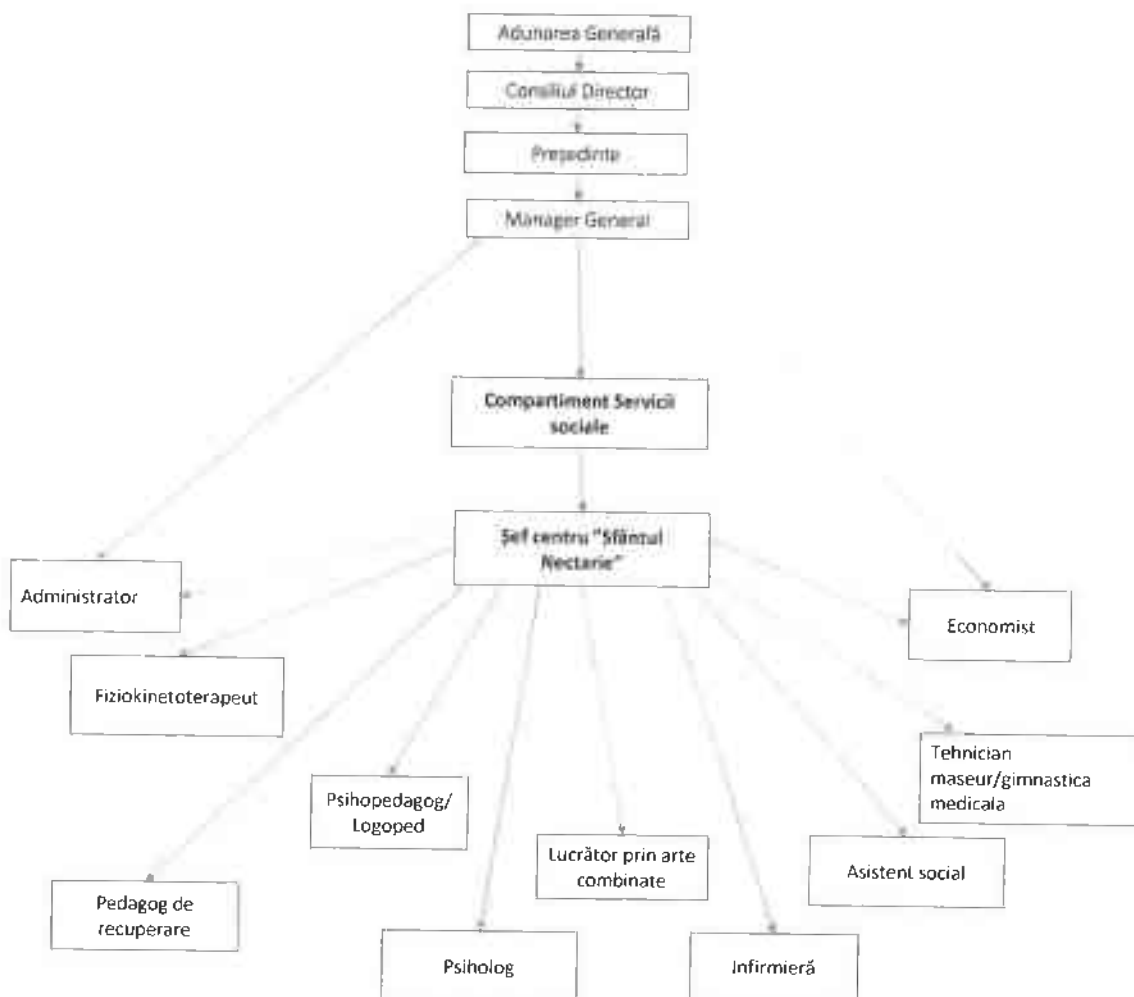 Adunarea Generală
Consiliul Director
Președinte
Manager General
Compartiment Servicii
sociale
Șef centru "Sfântul
Nectarie"
Administrator
Economist
Fiziokinetoterapeut
Tehnician
maseur/gimnastica
medicala
Psihopedagog/
Logoped
Lucrător prin arte
combinate
Asistent social
Pedagog de
recuperare
Psiholog
Infirmieră